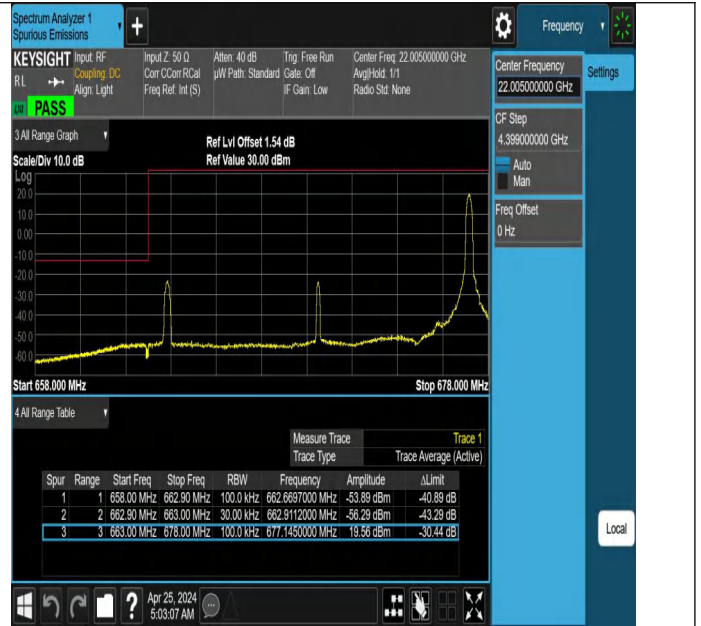 Spectrum Analyzer 1
Spurious Emissions
+
Frequency
KEYSIGHT
Input: RF
Coupling: DC
Align: Light
Input Z: 50 Ω
Corr CCorr RCal
Freq Ref: Int (S)
Atten: 40 dB
µW Path: Standard
Trig: Free Run
Gate: Off
IF Gain: Low
Center Freq: 22.005000000 GHz
Avg|Hold: 1/1
Radio Std: None
RL
LXI
PASS
Center Frequency
22.005000000 GHz
Settings
CF Step
4.399000000 GHz
Auto
Man
Freq Offset
0 Hz
3 All Range Graph
Ref Lvl Offset 1.54 dB
Scale/Div 10.0 dB
Ref Value 30.00 dBm
Log
20.0
10.0
0.00
-10.0
-20.0
-30.0
-40.0
-50.0
-60.0
Start 658.000 MHz
Stop 678.000 MHz
4 All Range Table
Measure Trace
Trace 1
Trace Type
Trace Average (Active)
Spur Range Start Freq Stop Freq RBW Frequency Amplitude ΔLimit
1 1 658.00 MHz 662.90 MHz 100.0 kHz 662.6697000 MHz -53.89 dBm -40.89 dB
2 2 662.90 MHz 663.00 MHz 30.00 kHz 662.9112000 MHz -56.29 dBm -43.29 dB
3 3 663.00 MHz 678.00 MHz 100.0 kHz 677.1450000 MHz 19.56 dBm -30.44 dB
Local
?
Apr 25, 2024
5:03:07 AM